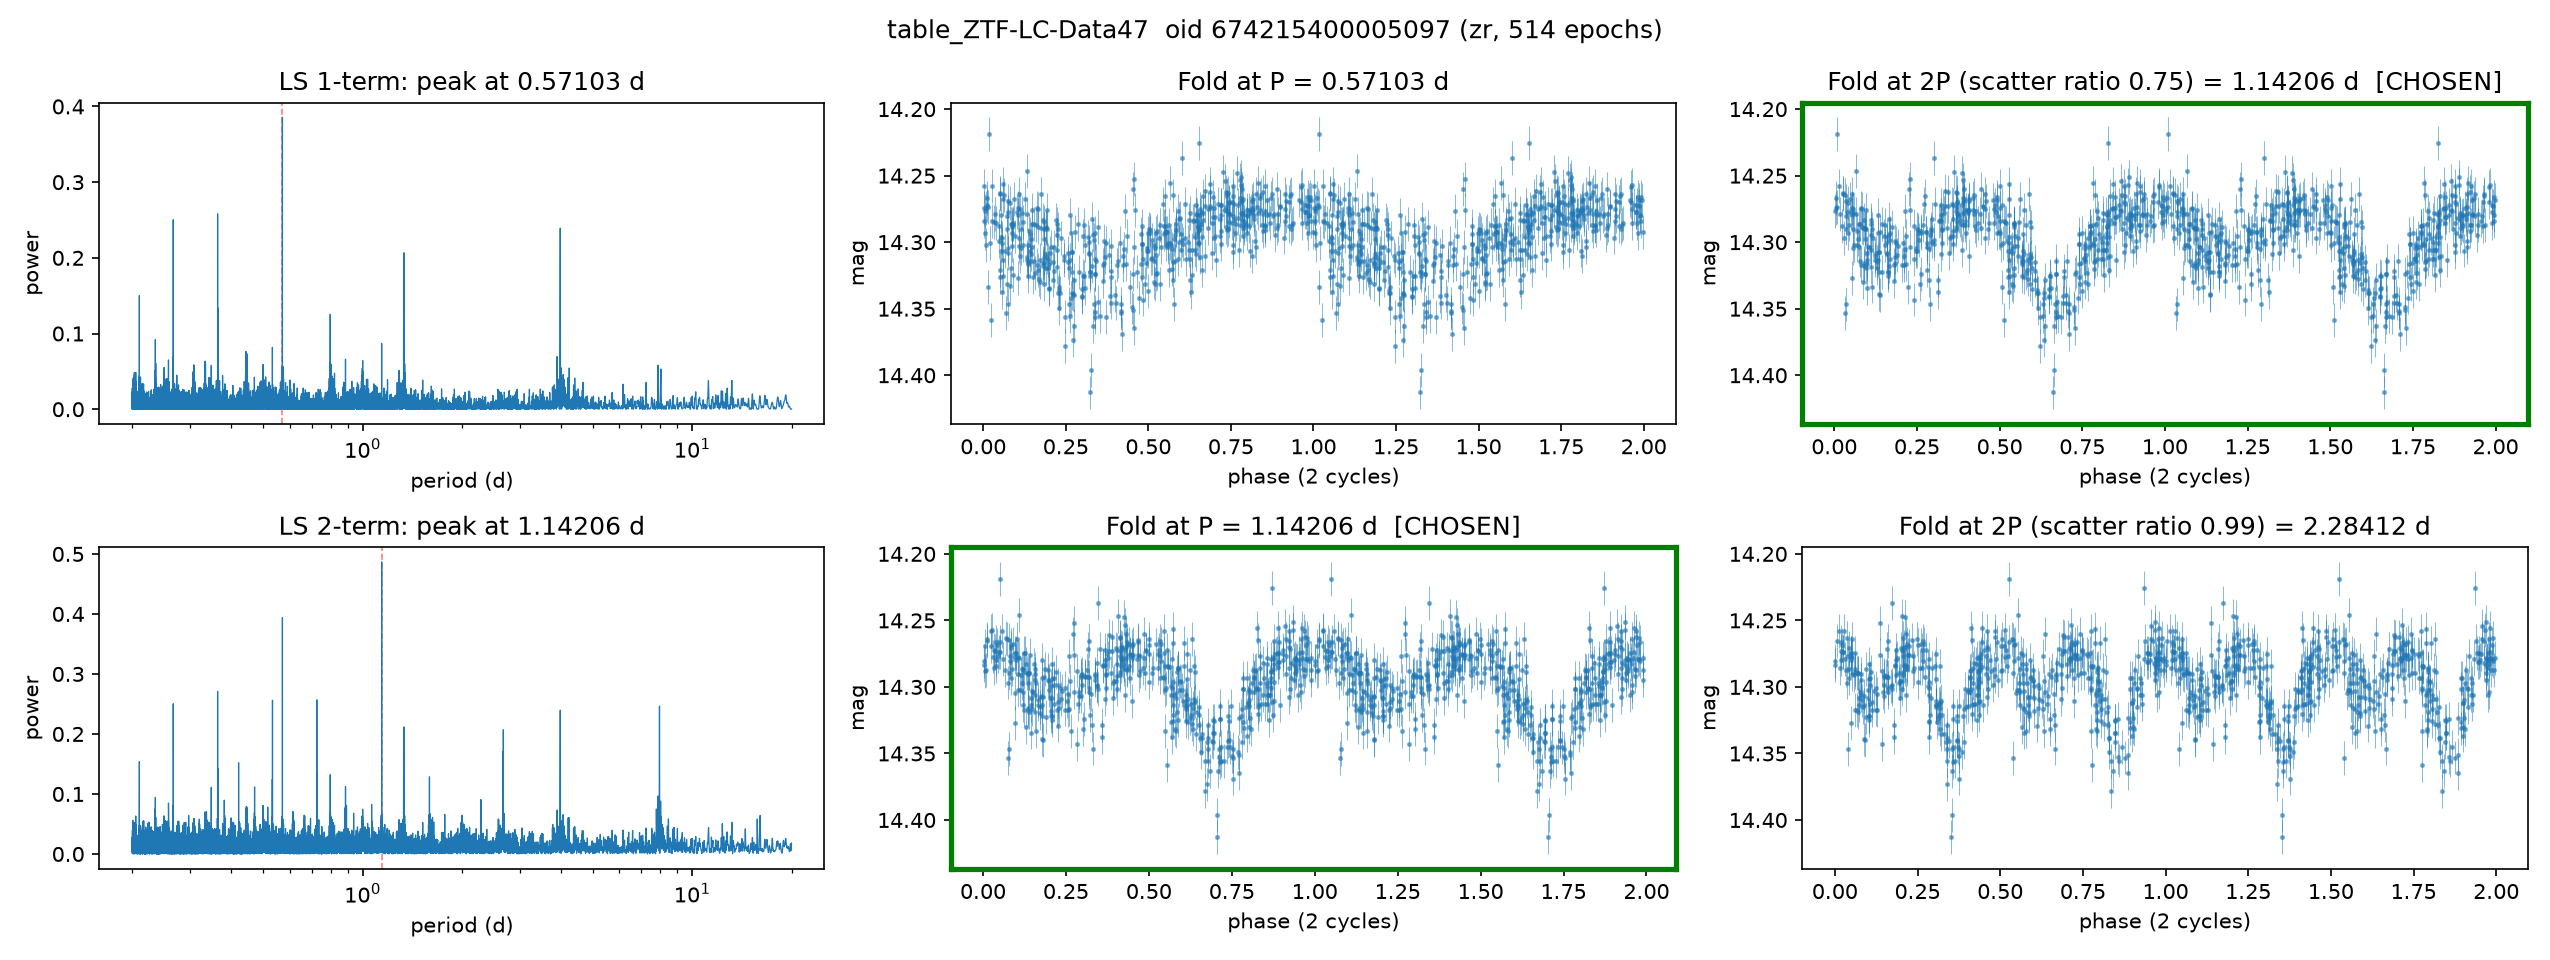 table_ZTF-LC-Data47 oid 674215400005097 (zr, 514 epochs)
LS 1-term: peak at 0.57103 d
0.4
0.3
0.2
0.1
0.0
power
10⁰
10¹
period (d)
Fold at P = 0.57103 d
14.20
14.25
14.30
14.35
14.40
mag
0.00 0.25 0.50 0.75 1.00 1.25 1.50 1.75 2.00
phase (2 cycles)
Fold at 2P (scatter ratio 0.75) = 1.14206 d [CHOSEN]
14.20
14.25
14.30
14.35
14.40
mag
0.00 0.25 0.50 0.75 1.00 1.25 1.50 1.75 2.00
phase (2 cycles)
LS 2-term: peak at 1.14206 d
0.5
0.4
0.3
0.2
0.1
0.0
power
10⁰
10¹
period (d)
Fold at P = 1.14206 d [CHOSEN]
14.20
14.25
14.30
14.35
14.40
mag
0.00 0.25 0.50 0.75 1.00 1.25 1.50 1.75 2.00
phase (2 cycles)
Fold at 2P (scatter ratio 0.99) = 2.28412 d
14.20
14.25
14.30
14.35
14.40
mag
0.00 0.25 0.50 0.75 1.00 1.25 1.50 1.75 2.00
phase (2 cycles)